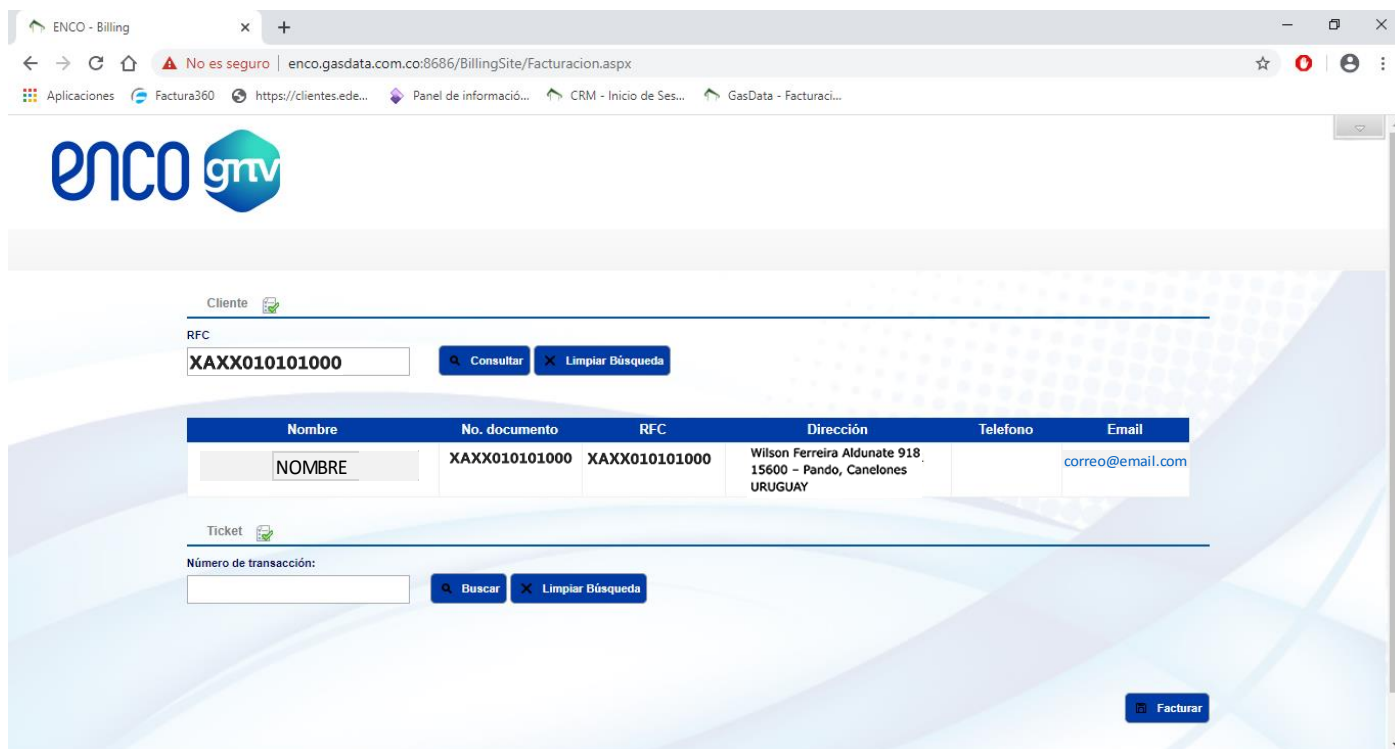 ENCO - Billing
No es seguro | enco.gasdata.com.co:8686/BillingSite/Facturacion.aspx
Aplicaciones Factura360 https://clientes.ede... Panel de informació... CRM - Inicio de Ses... GasData - Facturaci...
enco gnv
Cliente
RFC
XAXX010101000 Consultar Limpiar Búsqueda
Nombre No. documento RFC Dirección Telefono Email
NOMBRE XAXX010101000 XAXX010101000 Wilson Ferreira Aldunate 918 correo@email.com
15600 – Pando, Canelones
URUGUAY
Ticket
Número de transacción:
Buscar Limpiar Búsqueda
Facturar